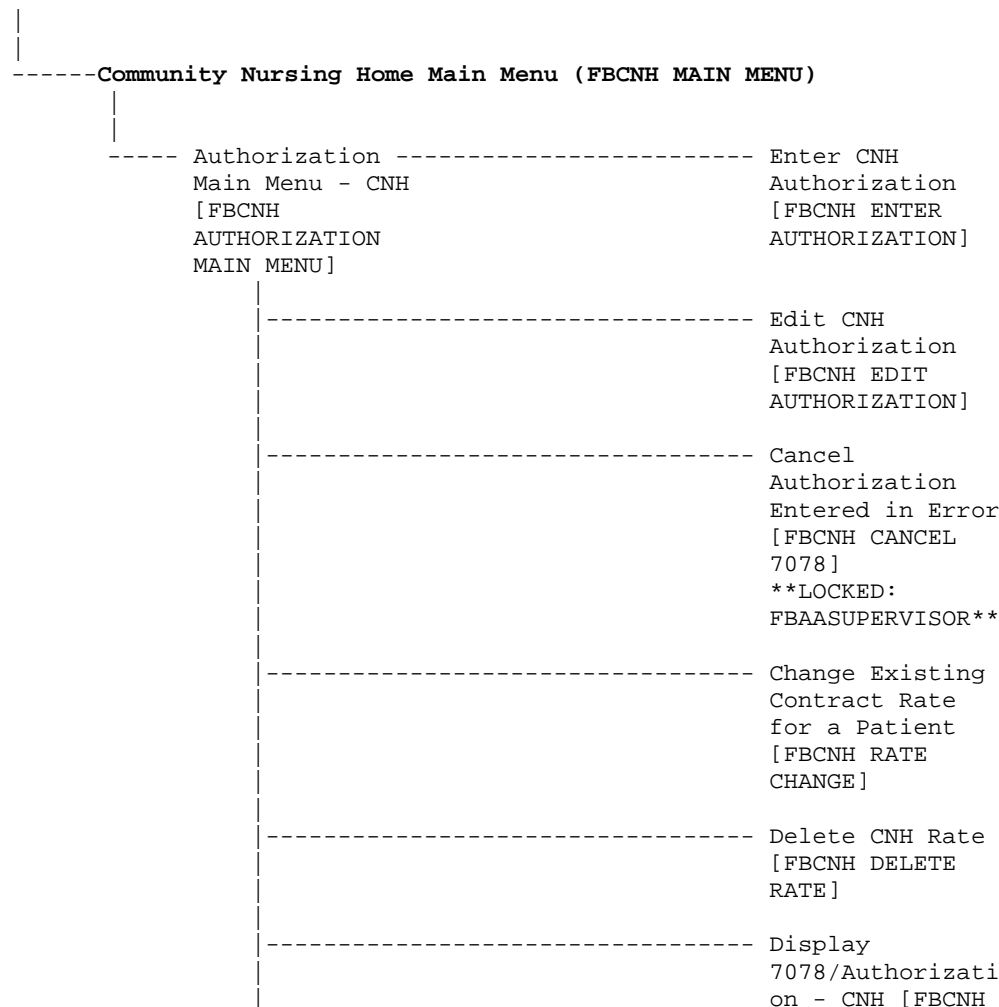 Community Nursing Home Main Menu (FBCNH MAIN MENU)
Authorization ------------------------- Enter CNH
Main Menu - CNH Authorization
[FBCNH [FBCNH ENTER
AUTHORIZATION AUTHORIZATION]
MAIN MENU]
Edit CNH
Authorization
[FBCNH EDIT
AUTHORIZATION]
Cancel
Authorization
Entered in Error
[FBCNH CANCEL
7078]
**LOCKED:
FBAASUPERVISOR**
Change Existing
Contract Rate
for a Patient
[FBCNH RATE
CHANGE]
Delete CNH Rate
[FBCNH DELETE
RATE]
Display
7078/Authorizati
on - CNH [FBCNH